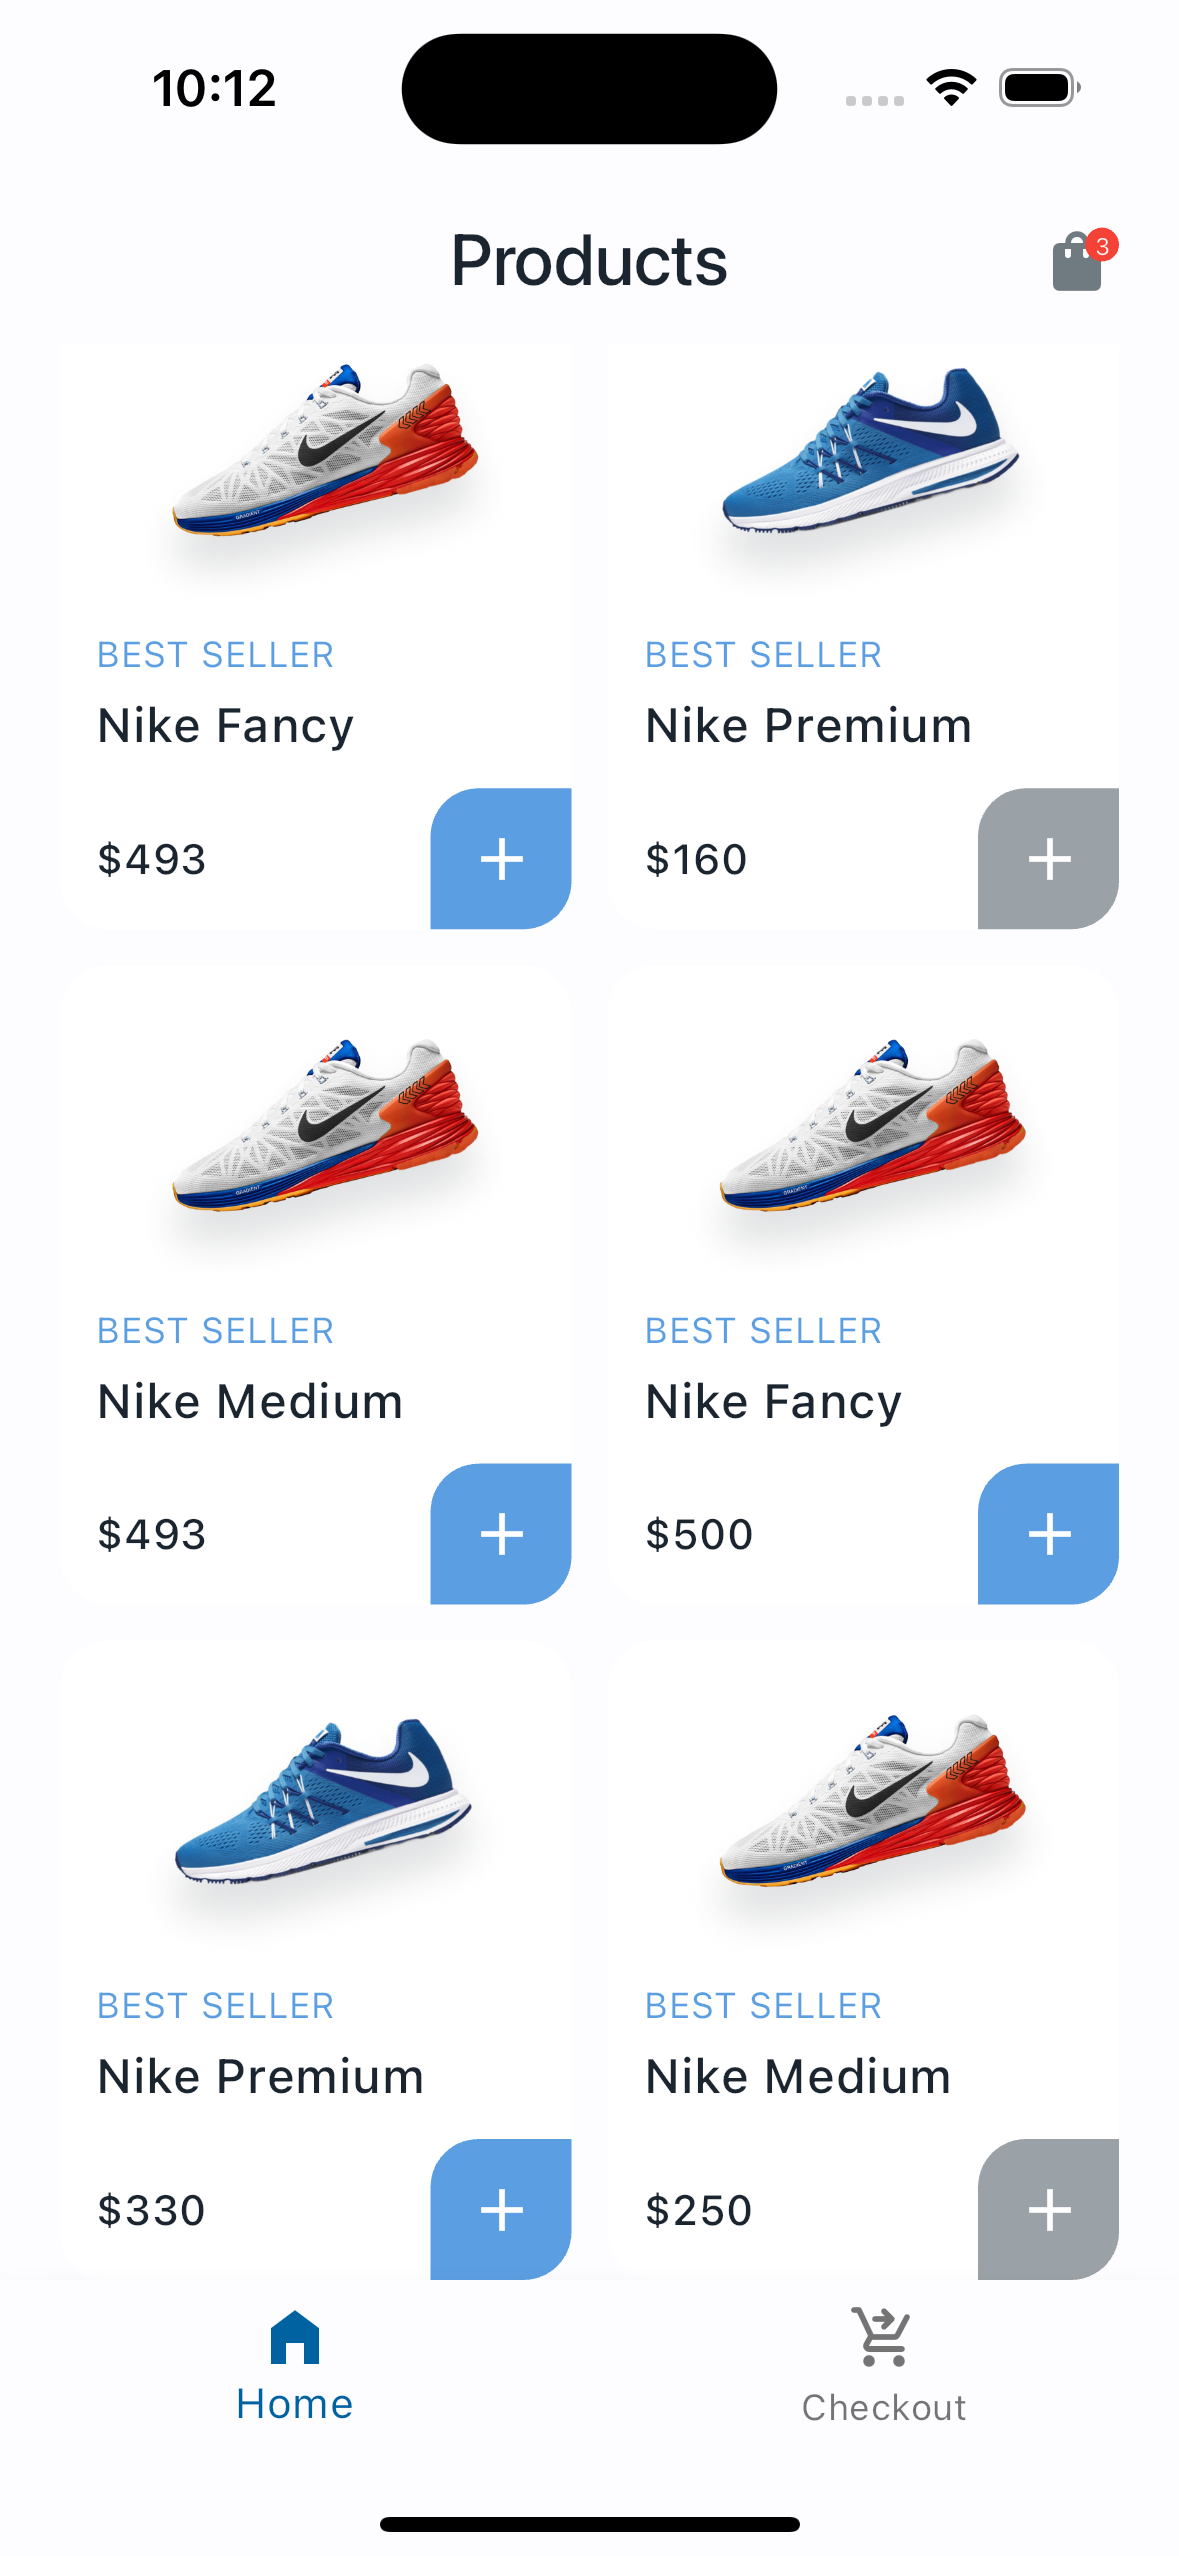 10:12
Products
3
BEST SELLER
Nike Fancy
$493
BEST SELLER
Nike Premium
$160
BEST SELLER
Nike Medium
$493
BEST SELLER
Nike Fancy
$500
BEST SELLER
Nike Premium
$330
BEST SELLER
Nike Medium
$250
Home
Checkout